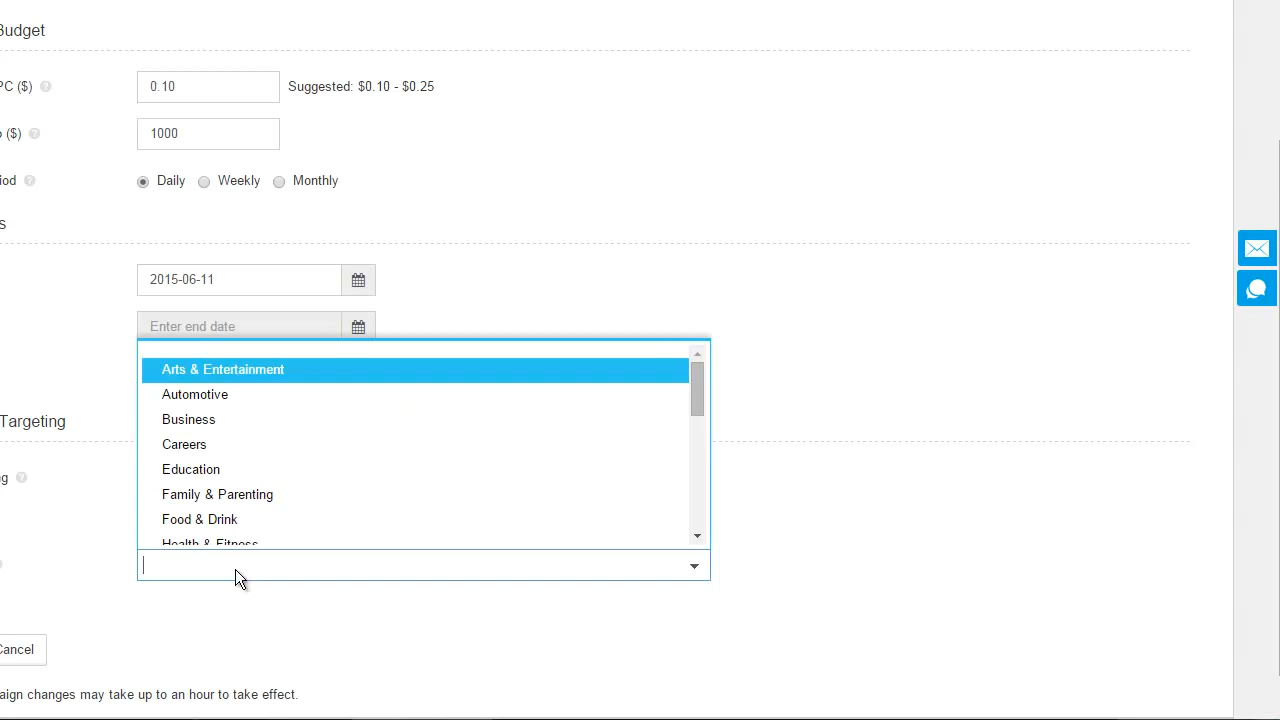 Budget
PC ($) ?
0.10
Suggested: $0.10 - $0.25
($) ?
1000
iod ?
Daily
Weekly
Monthly
s
2015-06-11
Enter end date
Arts & Entertainment
Automotive
Business
Careers
Targeting
Education
g ?
Family & Parenting
Food & Drink
Health & Fitness
Cancel
aign changes may take up to an hour to take effect.